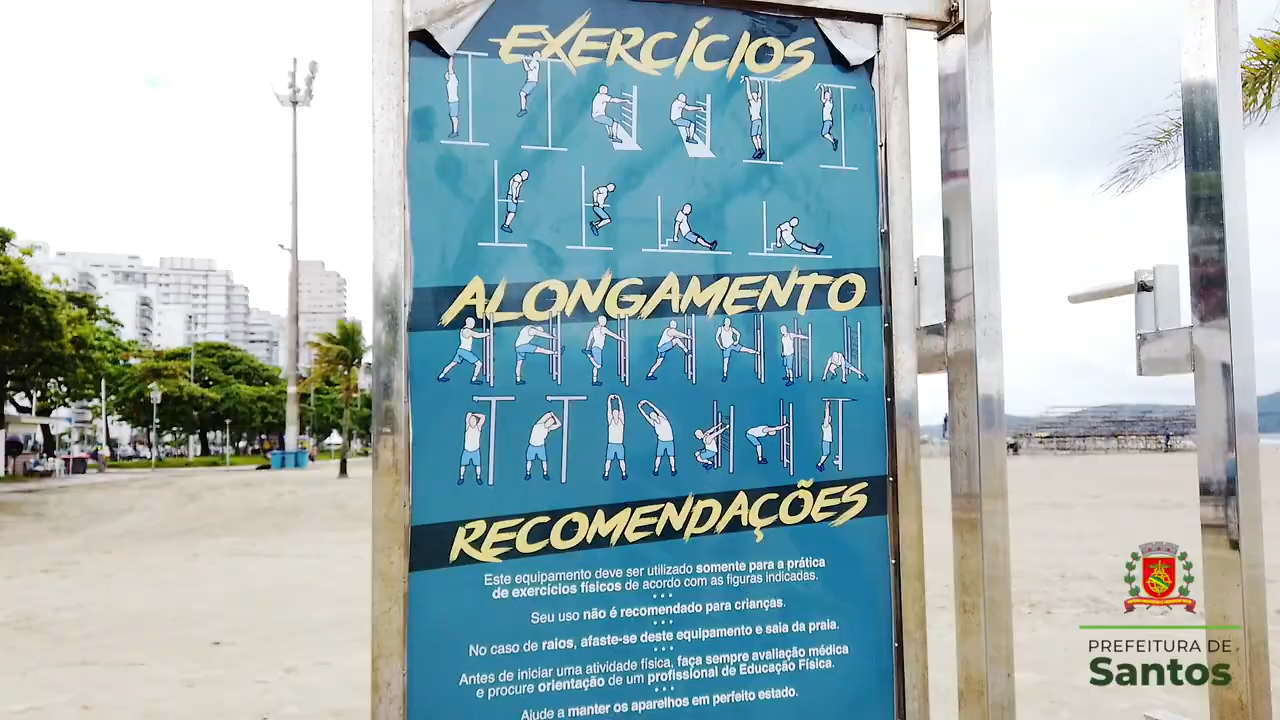 EXERCÍCIOS
ALONGAMENTO
RECOMENDAÇÕES
Este equipamento deve ser utilizado somente para a prática
de exercícios físicos de acordo com as figuras indicadas.
• • •
Seu uso não é recomendado para crianças.
• • •
No caso de raios, afaste-se deste equipamento e saia da praia.
• • •
Antes de iniciar uma atividade física, faça sempre avaliação médica
e procure orientação de um profissional de Educação Física.
• • •
Ajude a manter os aparelhos em perfeito estado.
PREFEITURA DE
Santos